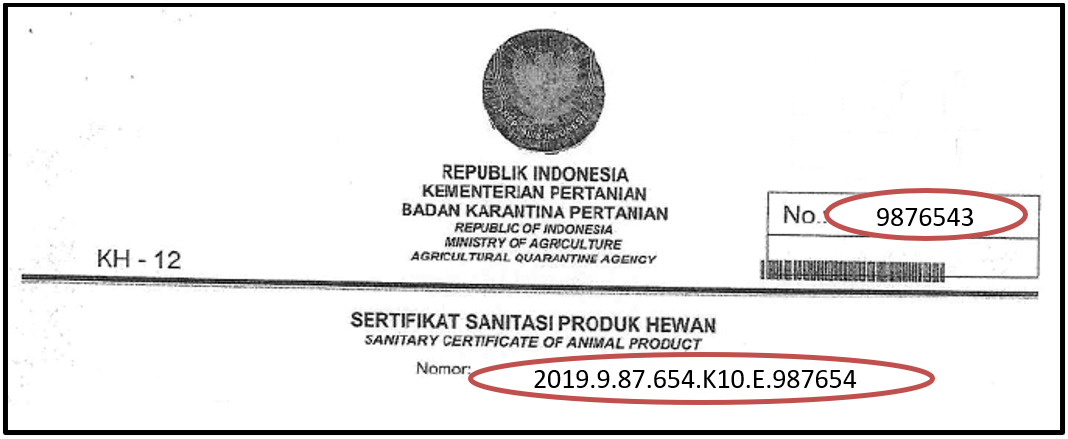 REPUBLIK INDONESIA
KEMENTERIAN PERTANIAN
BADAN KARANTINA PERTANIAN
REPUBLIC OF INDONESIA
MINISTRY OF AGRICULTURE
AGRICULTURAL QUARANTINE AGENCY
No.: 9876543
KH - 12
SERTIFIKAT SANITASI PRODUK HEWAN
SANITARY CERTIFICATE OF ANIMAL PRODUCT
Nomor: 2019.9.87.654.K10.E.987654